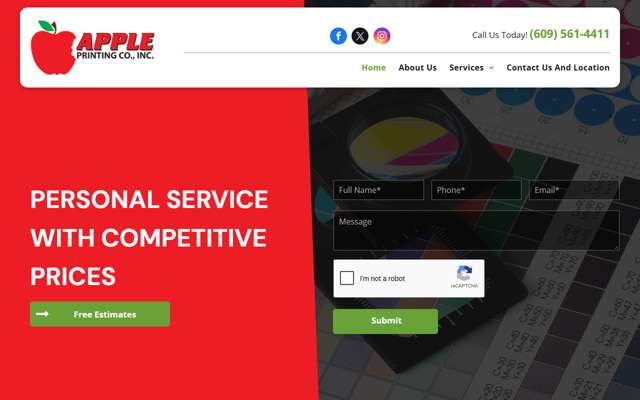 APPLE
PRINTING CO., INC.
Call Us Today! (609) 561-4411
Home About Us Services Contact Us And Location
PERSONAL SERVICE
WITH COMPETITIVE
PRICES
Free Estimates
Full Name* Phone* Email*
Message
I'm not a robot
reCAPTCHA
Submit